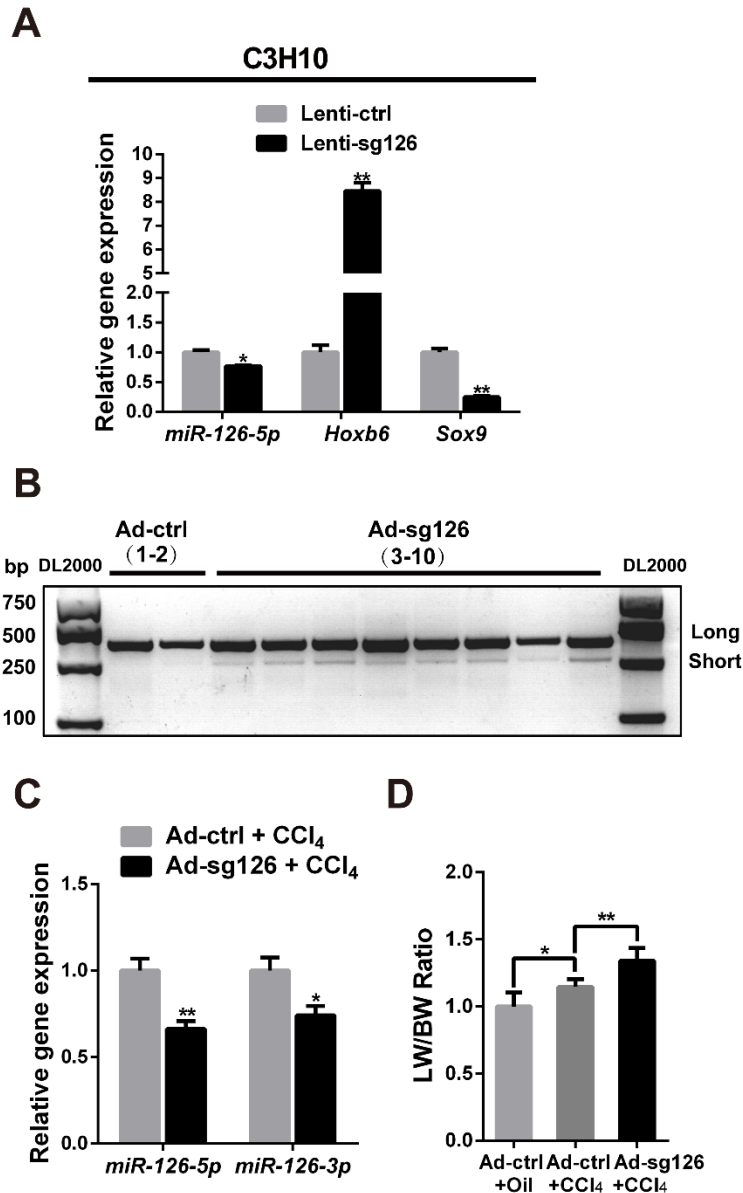 A
C3H10
Lenti-ctrl
Lenti-sg126
Relative gene expression
10
9
8
7
6
5
2.0
1.5
1.0
0.5
0.0
*
**
**
miR-126-5p Hoxb6 Sox9
B
Ad-ctrl Ad-sg126
（1-2） （3-10）
bp DL2000 DL2000
750
500 Long
250 Short
100
C
Ad-ctrl + CCl4
Ad-sg126 + CCl4
Relative gene expression
1.5
1.0
0.5
0.0
**
*
miR-126-5p miR-126-3p
D
LW/BW Ratio
2.0
1.5
1.0
0.5
0.0
*
**
Ad-ctrl Ad-ctrl Ad-sg126
+Oil +CCl4 +CCl4